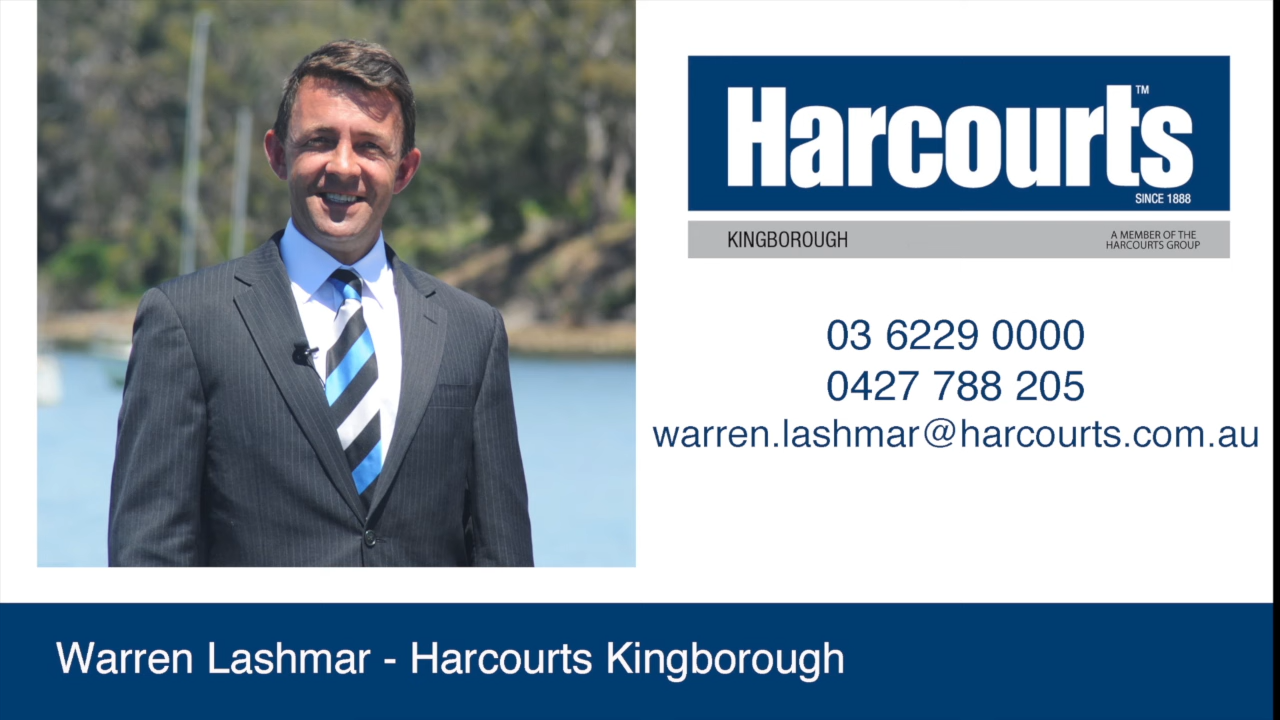 Harcourts™
SINCE 1888
KINGBOROUGH
A MEMBER OF THE
HARCOURTS GROUP
03 6229 0000
0427 788 205
warren.lashmar@harcourts.com.au
Warren Lashmar - Harcourts Kingborough